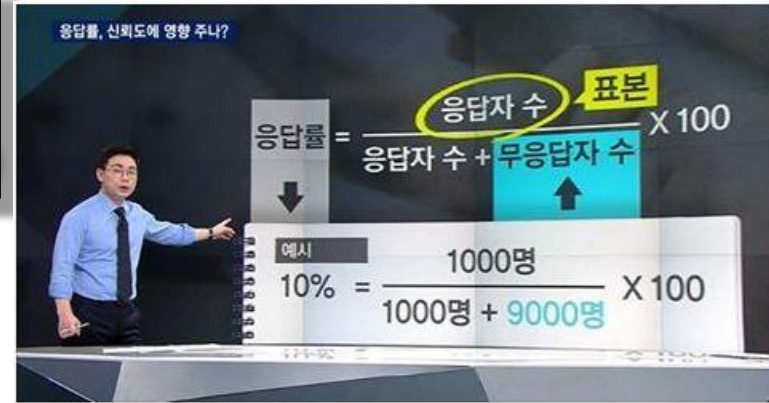 응답률, 신뢰도에 영향 주나?
표본
응답자 수
응답률 = X 100
응답자 수 + 무응답자 수
예시
1000명
10% = X 100
1000명 + 9000명